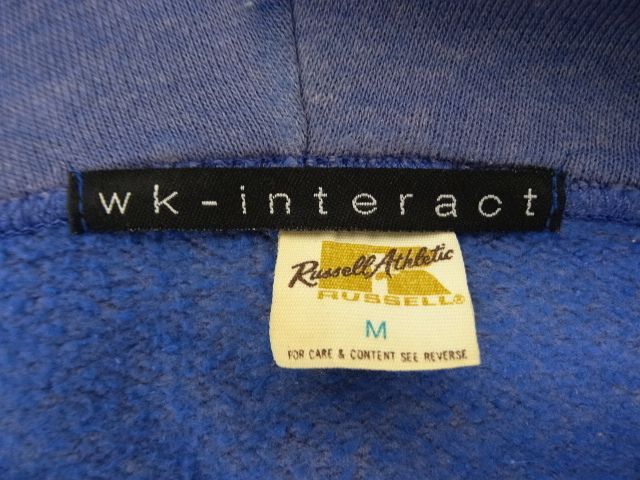 wk-interact
Russell Athletic
RUSSELL®
M
FOR CARE & CONTENT SEE REVERSE